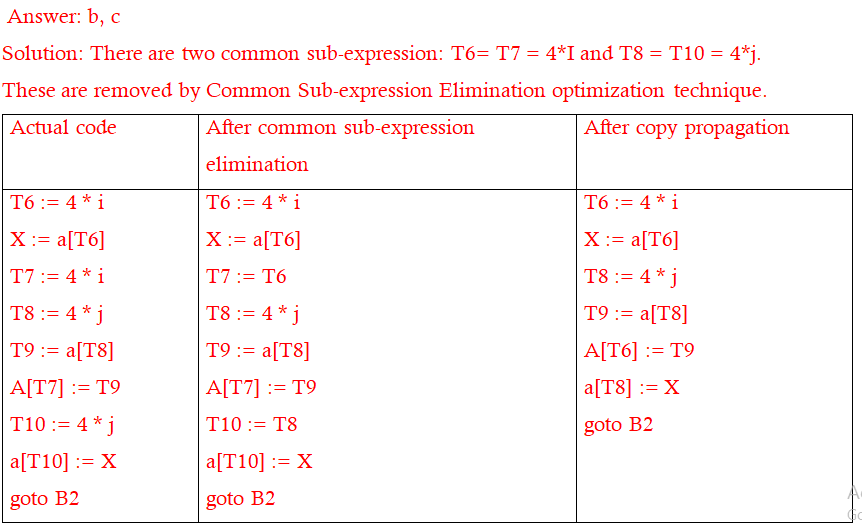 Answer: b, c
Solution: There are two common sub-expression: T6= T7 = 4*I and T8 = T10 = 4*j.
These are removed by Common Sub-expression Elimination optimization technique.
Actual code
After common sub-expression
elimination
After copy propagation
T6 := 4 * i
X := a[T6]
T7 := 4 * i
T8 := 4 * j
T9 := a[T8]
A[T7] := T9
T10 := 4 * j
a[T10] := X
goto B2
T6 := 4 * i
X := a[T6]
T7 := T6
T8 := 4 * j
T9 := a[T8]
A[T7] := T9
T10 := T8
a[T10] := X
goto B2
T6 := 4 * i
X := a[T6]
T8 := 4 * j
T9 := a[T8]
A[T6] := T9
a[T8] := X
goto B2